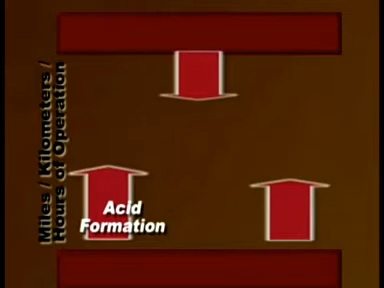 Miles / Kilometers /
Hours of Operation
Acid
Formation